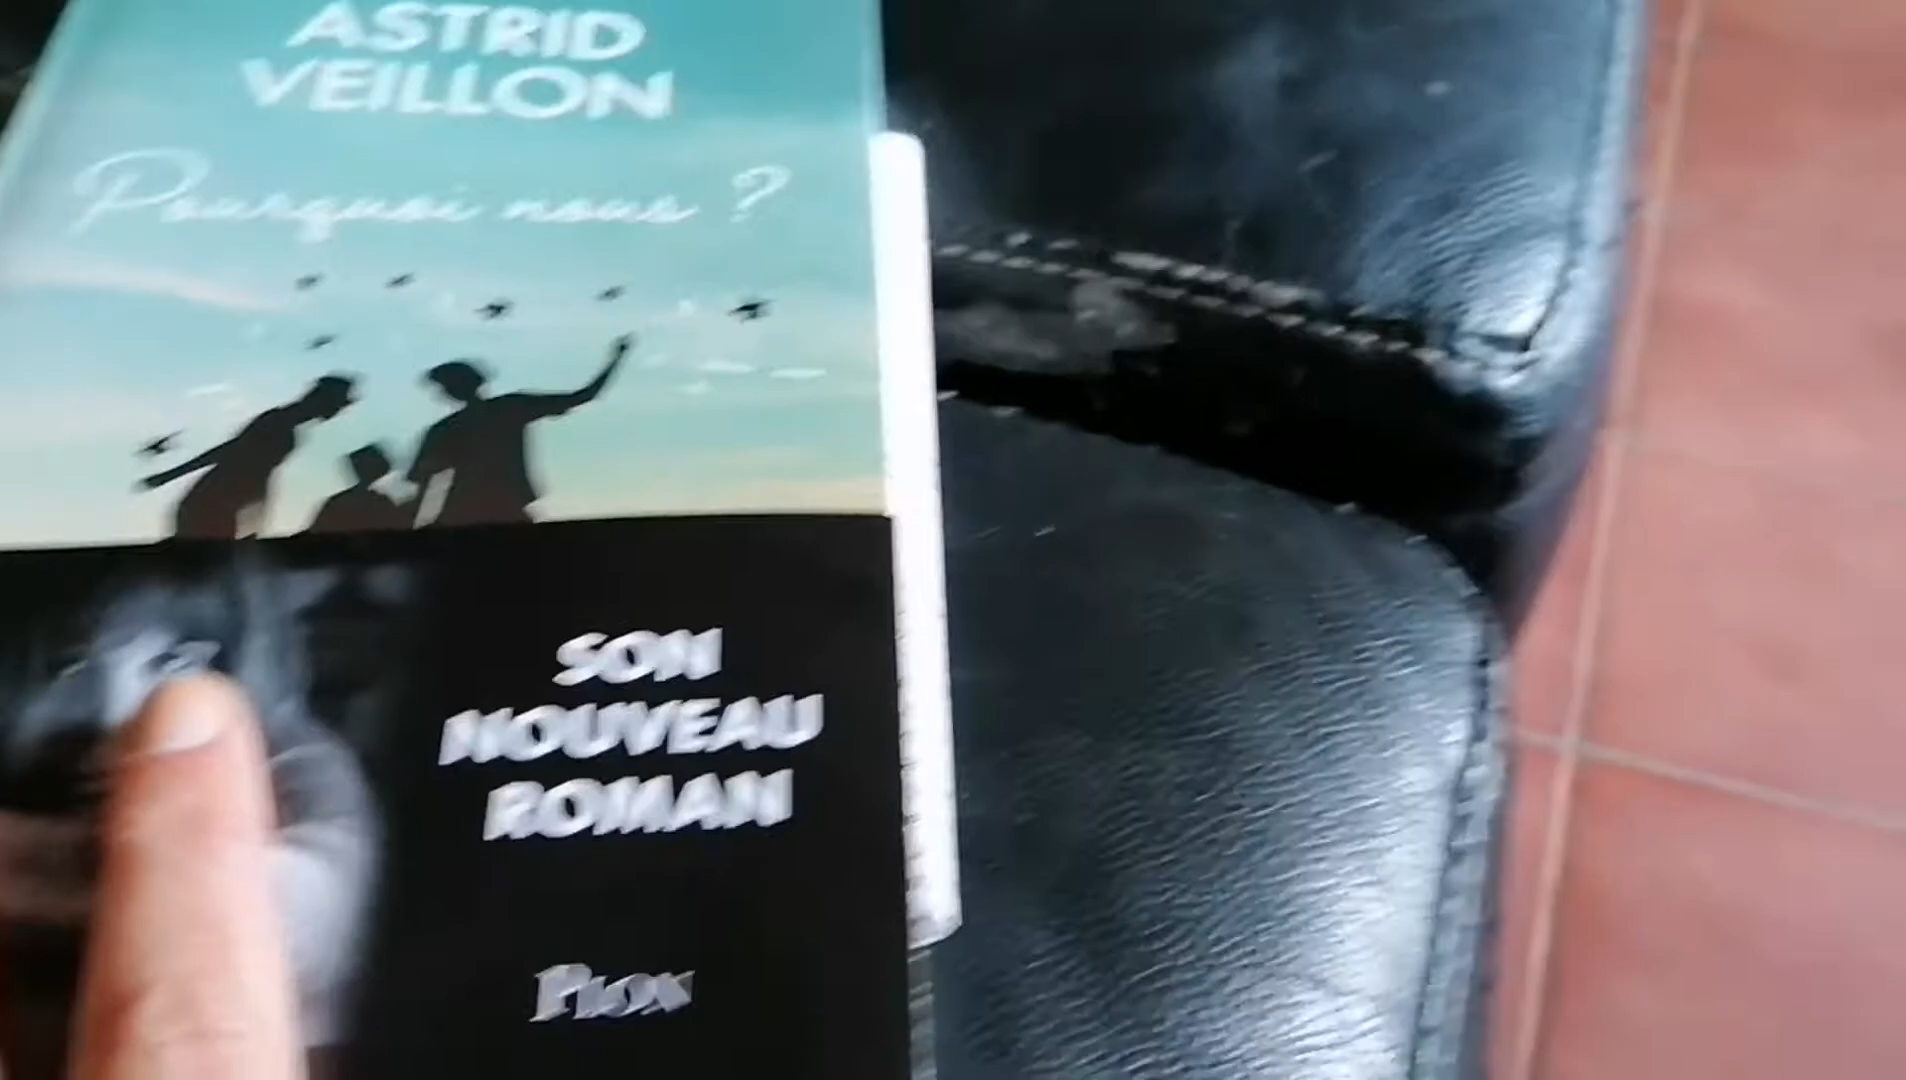 ASTRID
VEILLON
Pourquoi nous ?
SON
NOUVEAU
ROMAN
PLON